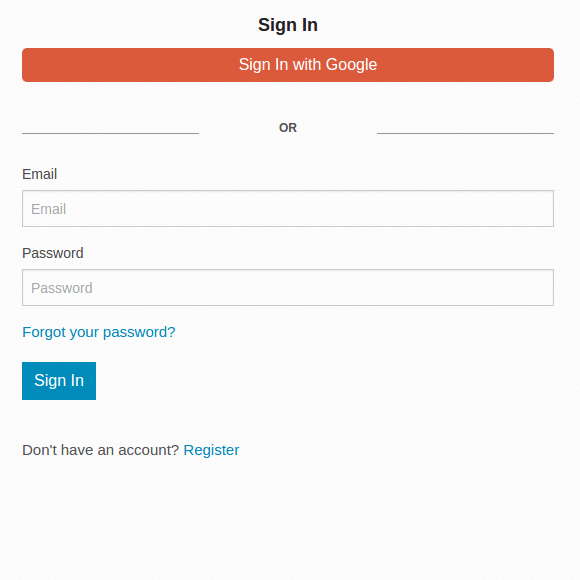 Sign In
Sign In with Google
OR
Email
Email
Password
Password
Forgot your password?
Sign In
Don't have an account? Register